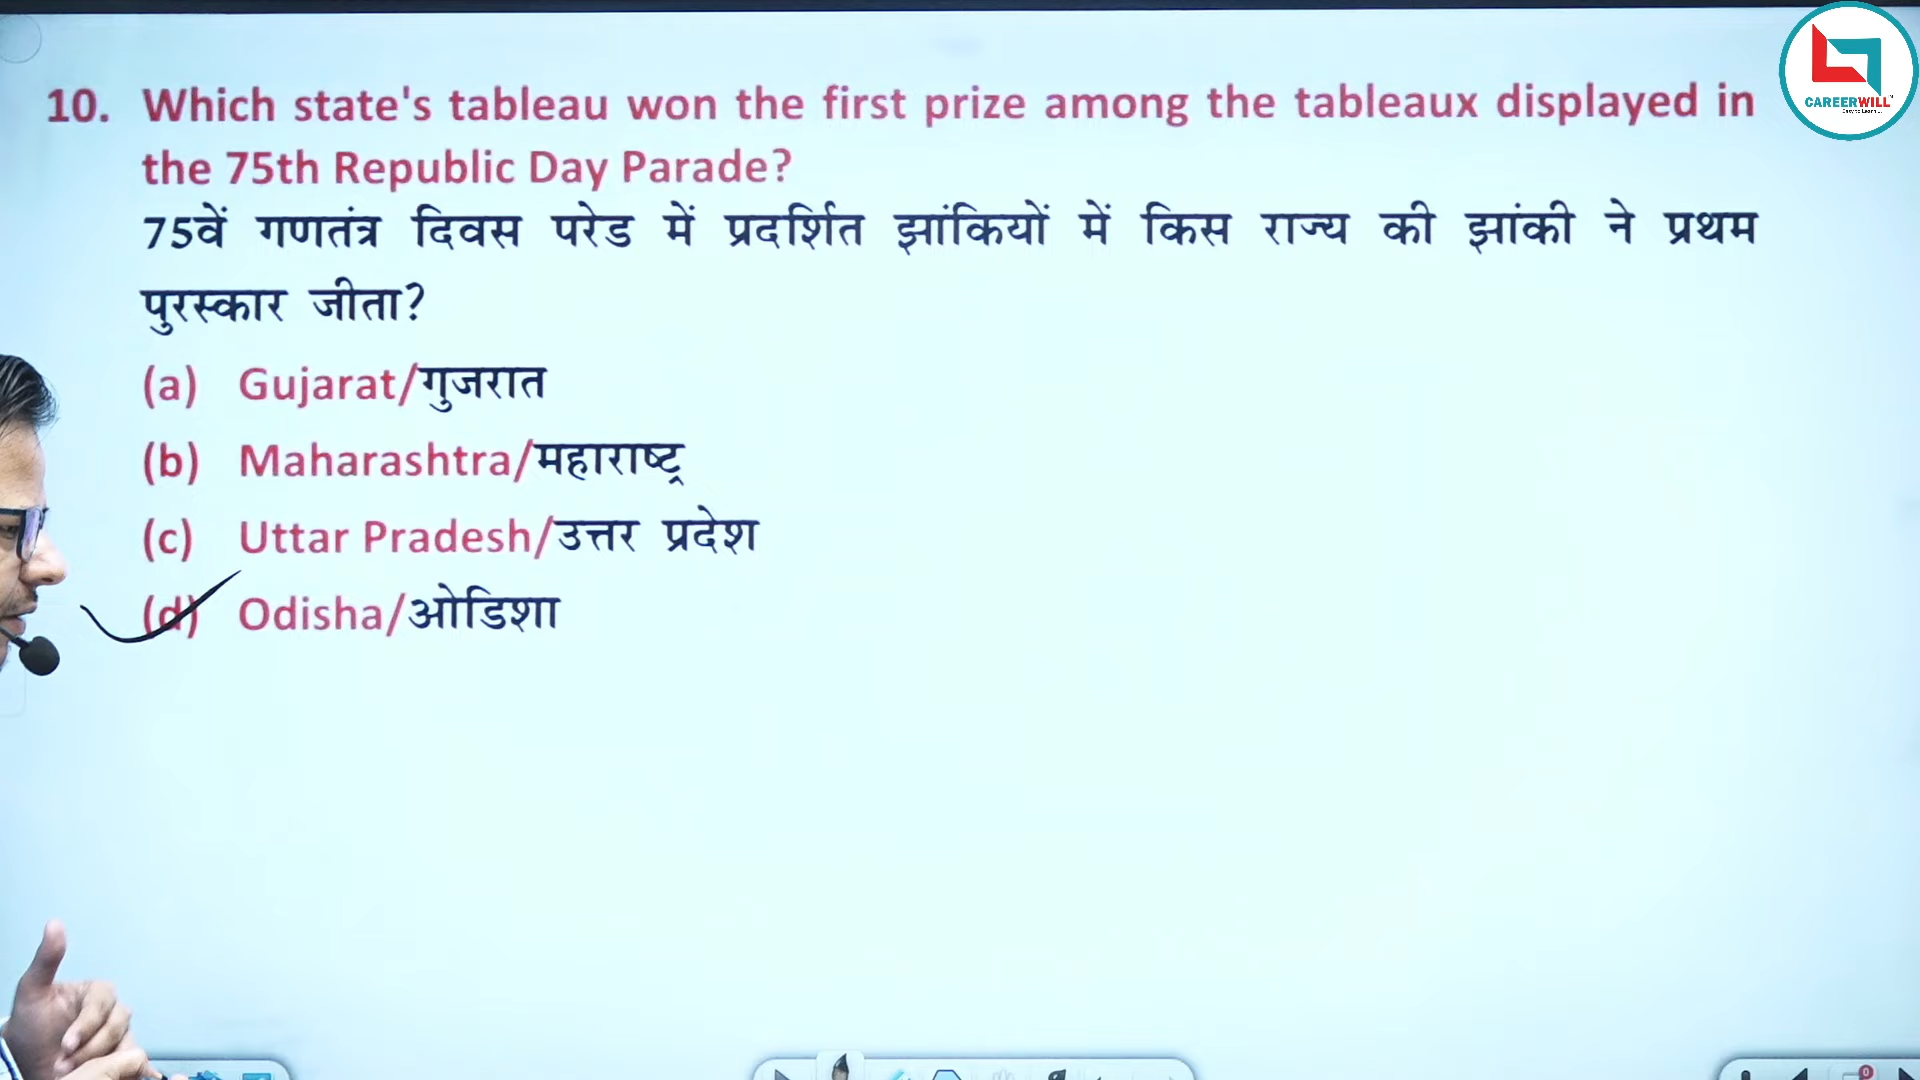 10. Which state's tableau won the first prize among the tableaux displayed in
the 75th Republic Day Parade?
75वें गणतंत्र दिवस परेड में प्रदर्शित झांकियों में किस राज्य की झांकी ने प्रथम
पुरस्कार जीता?
(a) Gujarat/गुजरात
(b) Maharashtra/महाराष्ट्र
(c) Uttar Pradesh/उत्तर प्रदेश
(d) Odisha/ओडिशा
CAREERWILL
0